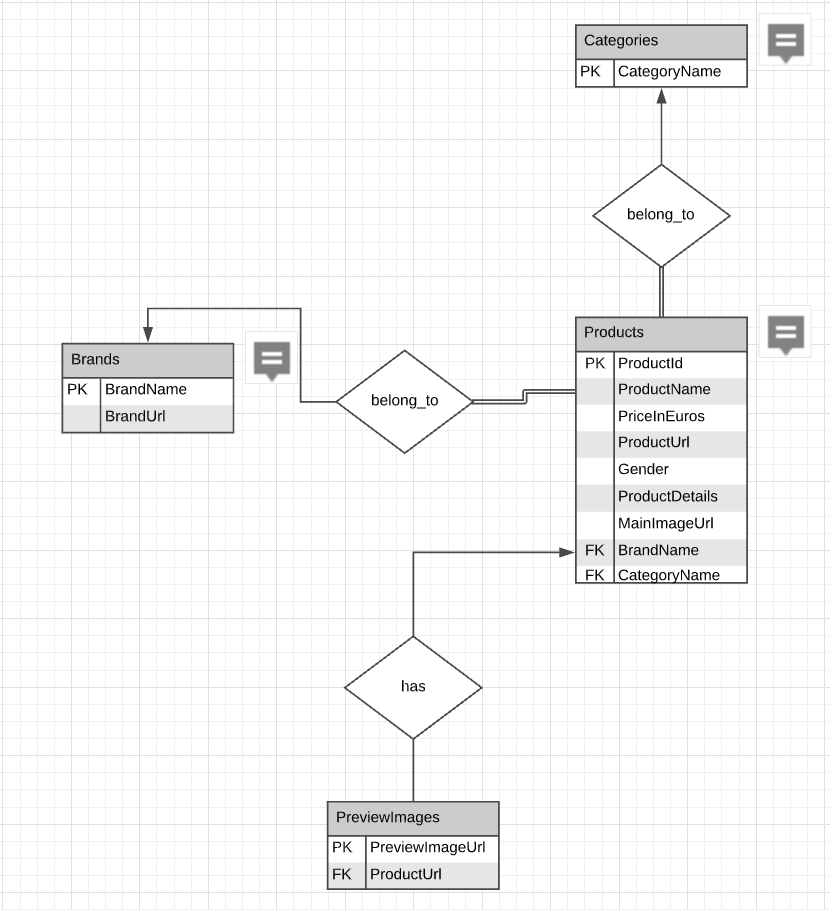 Categories
PK CategoryName
belong_to
Products
PK ProductId
ProductName
PriceInEuros
ProductUrl
Gender
ProductDetails
MainImageUrl
FK BrandName
FK CategoryName
Brands
PK BrandName
BrandUrl
belong_to
has
PreviewImages
PK PreviewImageUrl
FK ProductUrl